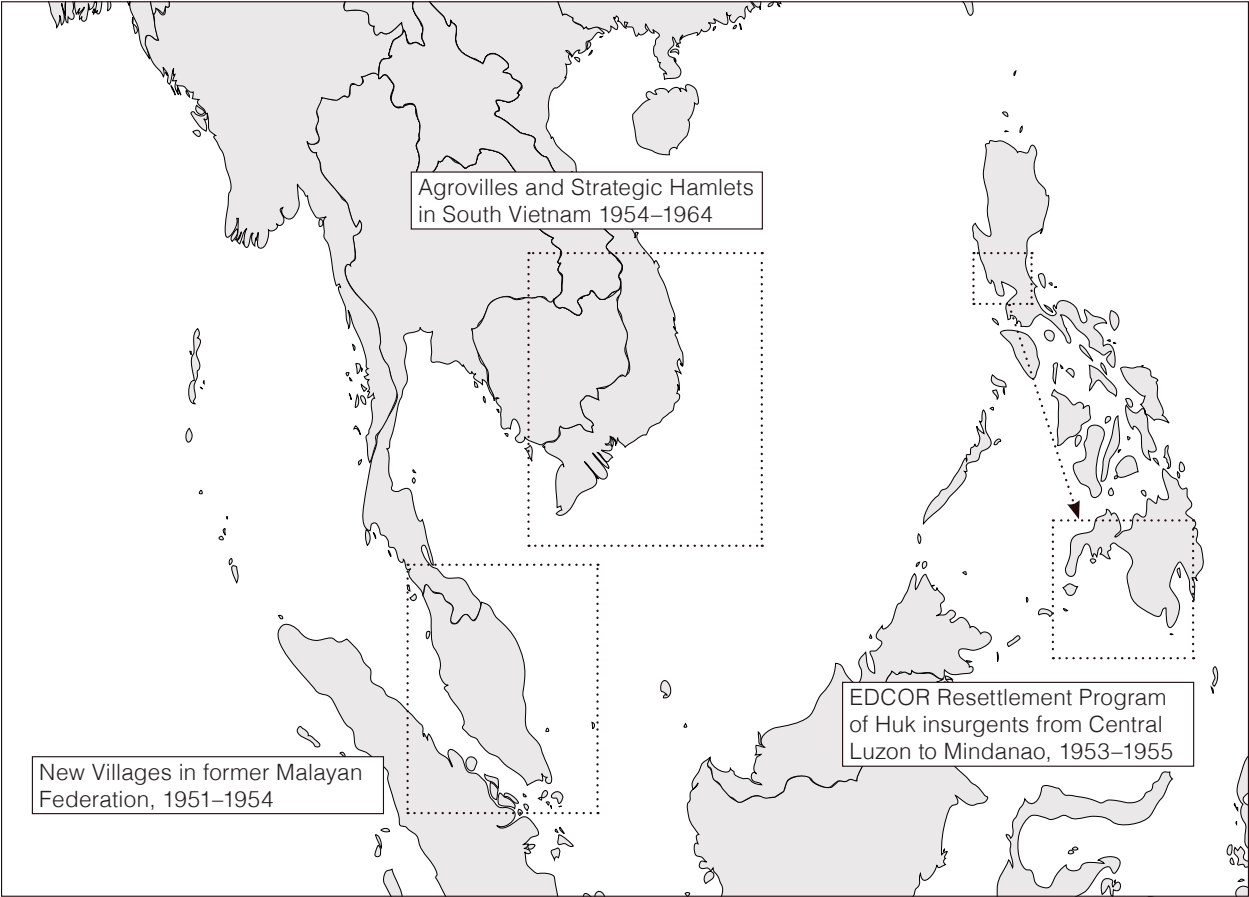 Agrovilles and Strategic Hamlets
in South Vietnam 1954–1964
EDCOR Resettlement Program
of Huk insurgents from Central
Luzon to Mindanao, 1953–1955
New Villages in former Malayan
Federation, 1951–1954